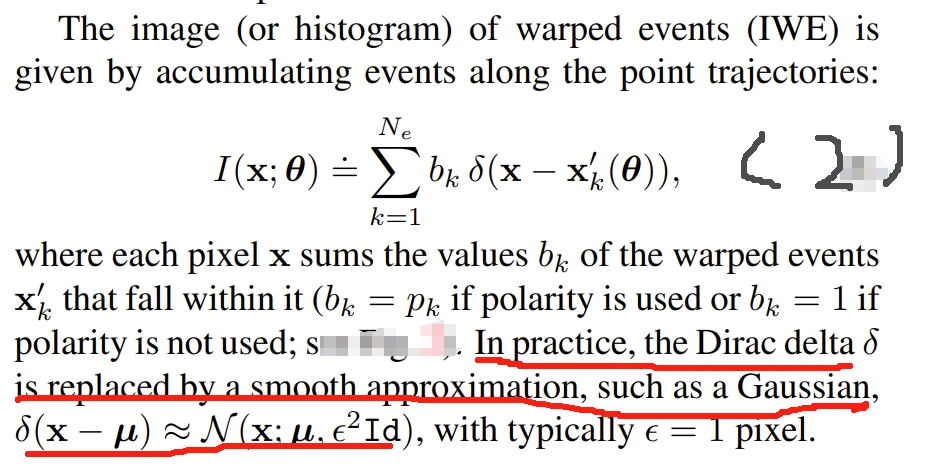 The image (or histogram) of warped events (IWE) is
given by accumulating events along the point trajectories:
I(x; θ) ≐ ∑_{k=1}^{N_e} b_k δ(x − x′_k(θ)), (2
where each pixel x sums the values b_k of the warped events
x′_k that fall within it (b_k = p_k if polarity is used or b_k = 1 if
polarity is not used; In practice, the Dirac delta δ
is replaced by a smooth approximation, such as a Gaussian,
δ(x − μ) ≈ N(x; μ, ϵ²Id), with typically ϵ = 1 pixel.